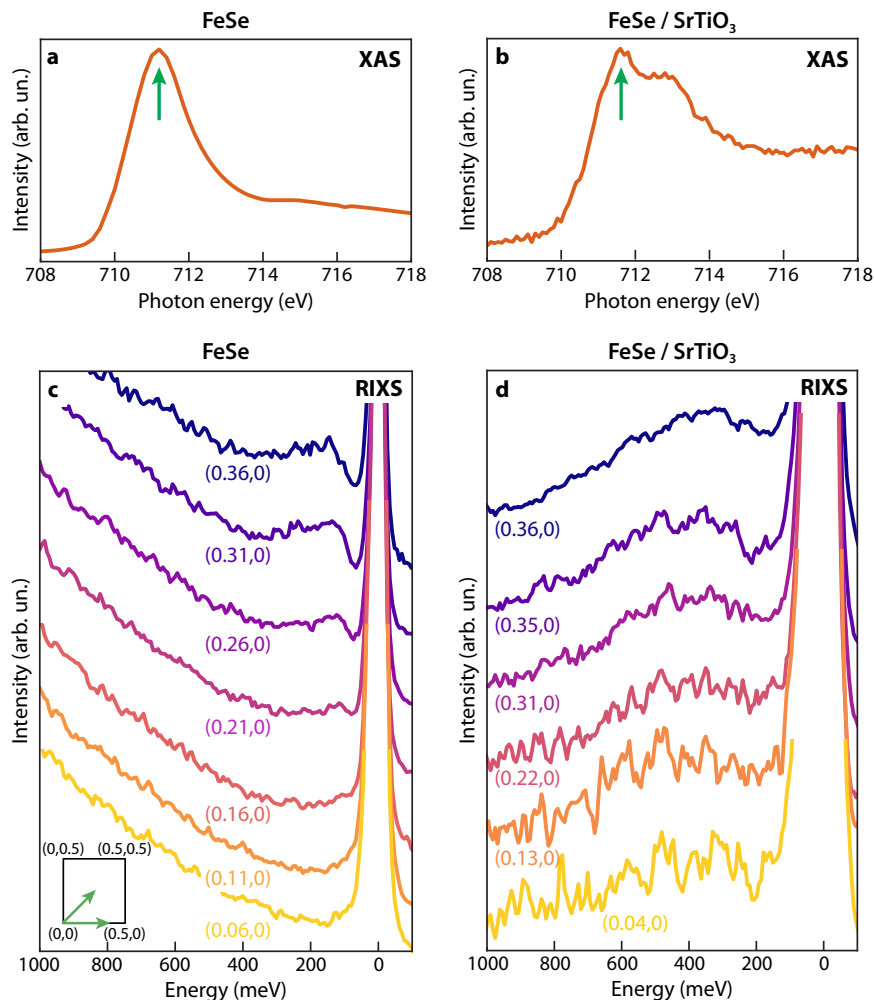 FeSe
a
XAS
Intensity (arb. un.)
708 710 712 714 716 718
Photon energy (eV)
FeSe / SrTiO₃
b
XAS
Intensity (arb. un.)
708 710 712 714 716 718
Photon energy (eV)
FeSe
c
RIXS
Intensity (arb. un.)
(0.36,0)
(0.31,0)
(0.26,0)
(0.21,0)
(0.16,0)
(0.11,0)
(0.06,0)
(0,0.5) (0.5,0.5)
(0,0) (0.5,0)
1000 800 600 400 200 0
Energy (meV)
FeSe / SrTiO₃
d
RIXS
Intensity (arb. un.)
(0.36,0)
(0.35,0)
(0.31,0)
(0.22,0)
(0.13,0)
(0.04,0)
1000 800 600 400 200 0
Energy (meV)